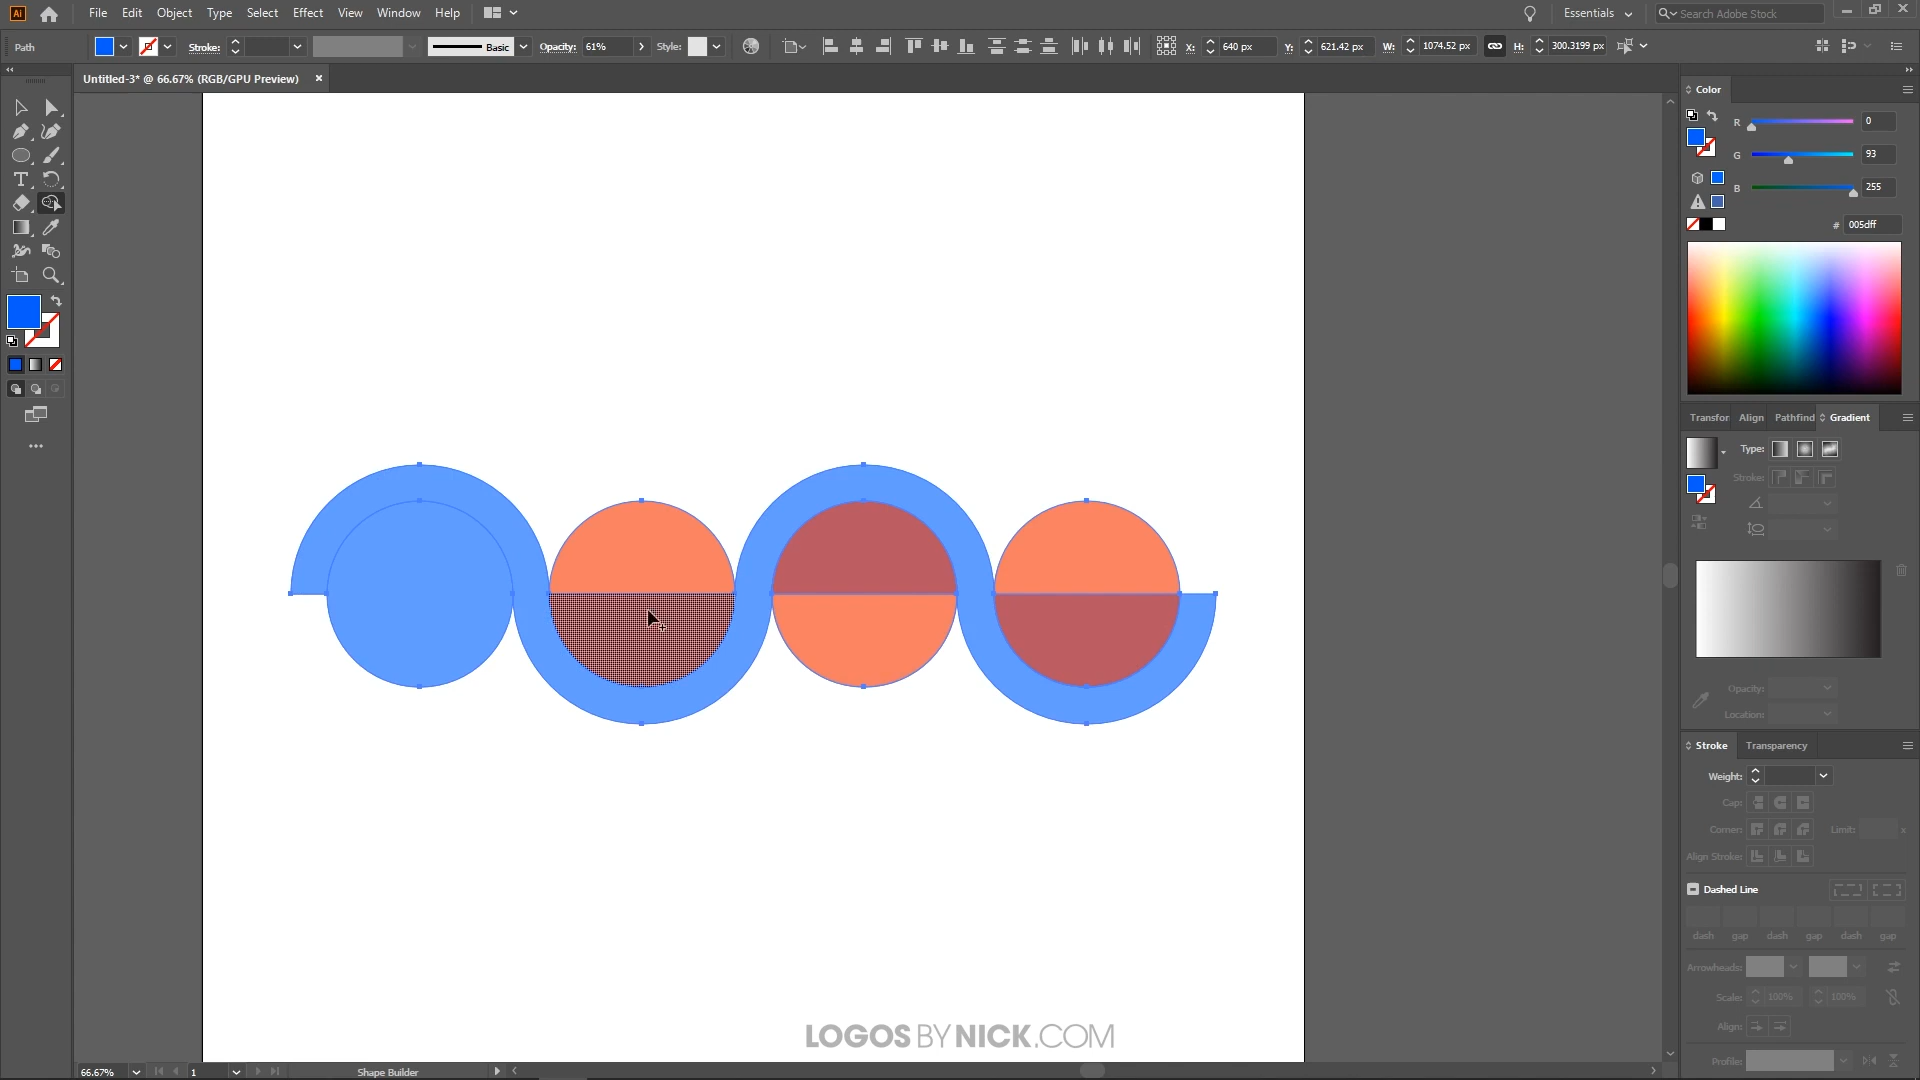 Ai File Edit Object Type Select Effect View Window Help Essentials Search Adobe Stock
Path Stroke: Basic Opacity: 61% Style: X: 640 px Y: 621.42 px W: 1074.52 px H: 300.3199 px
Untitled-3* @ 66.67% (RGB/GPU Preview) ×
Color
R 0
G 93
B 255
# 005dff
Transfor Align Pathfind Gradient
Type:
Stroke:
Opacity:
Location:
Stroke Transparency
Weight:
Cap:
Corner: Limit: x
Align Stroke:
Dashed Line
dash gap dash gap dash gap
Arrowheads:
Scale: 100% 100%
Align:
Profile:
LOGOS BY NICK.COM
66.67% 1 Shape Builder